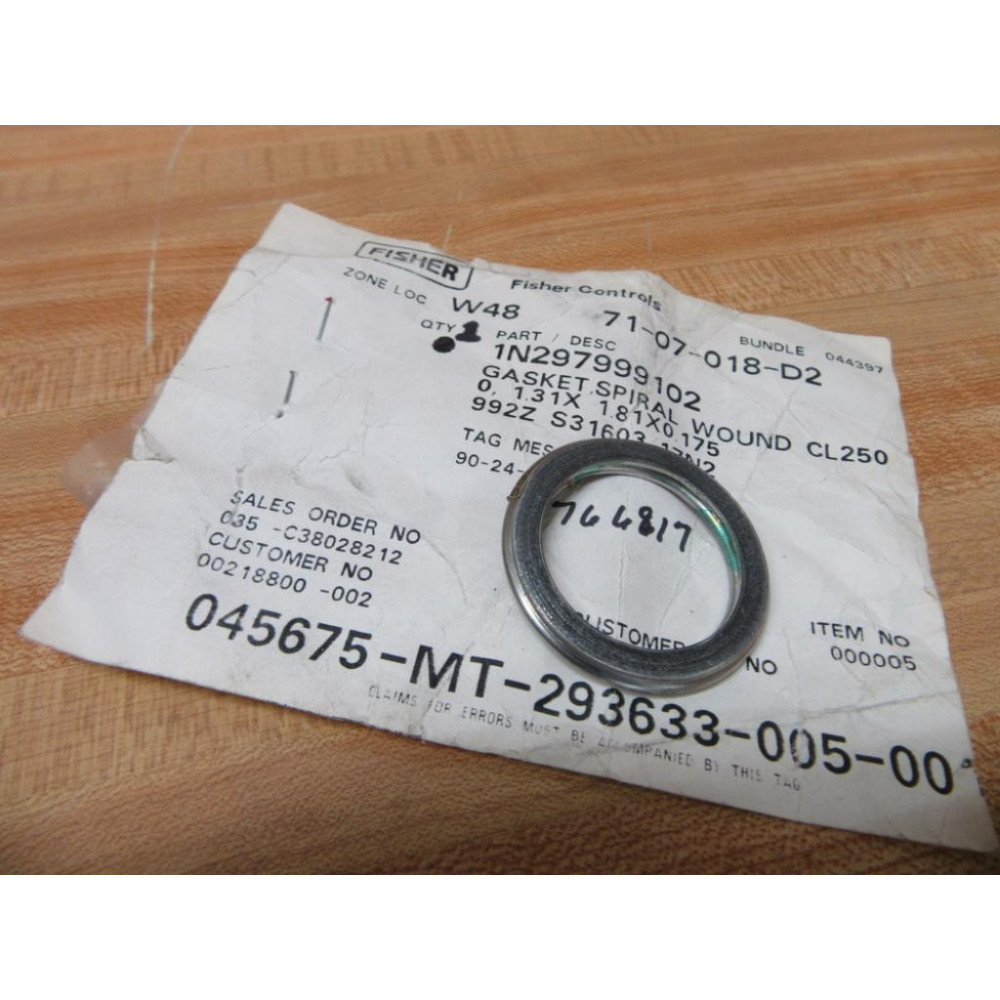 FISHER
Fisher Controls
ZONE LOC W48 71-07-018-D2
BUNDLE 044397
QTY 1
PART / DESC
1N297999102
GASKET, SPIRAL WOUND CL250
0, 1.31X 1.81X0.175
992Z S31603
TAG MES
90-24-
766817
SALES ORDER NO
035 -C38028212
CUSTOMER NO
00218800 -002
CUSTOMER NO
ITEM NO
000005
045675-MT-293633-005-00
CLAIMS FOR ERRORS MUST BE ACCOMPANIED BY THIS TAG